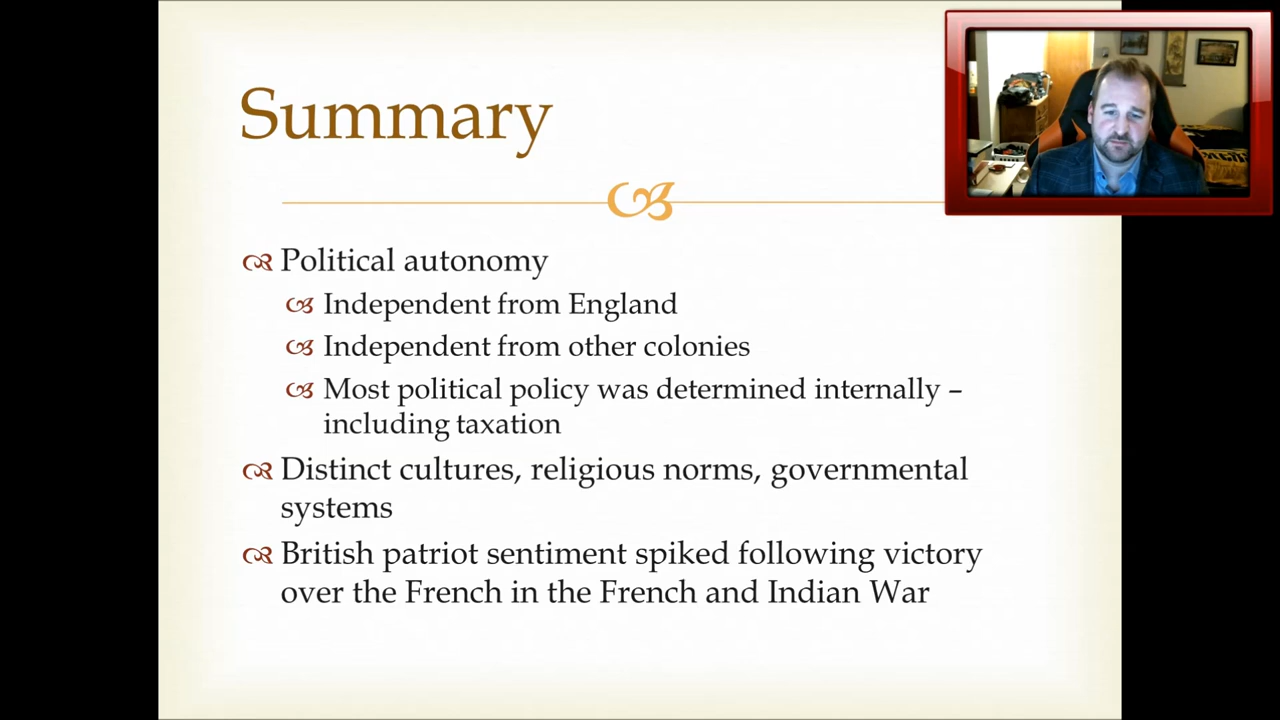 Summary
Political autonomy
Independent from England
Independent from other colonies
Most political policy was determined internally –
including taxation
Distinct cultures, religious norms, governmental
systems
British patriot sentiment spiked following victory
over the French in the French and Indian War